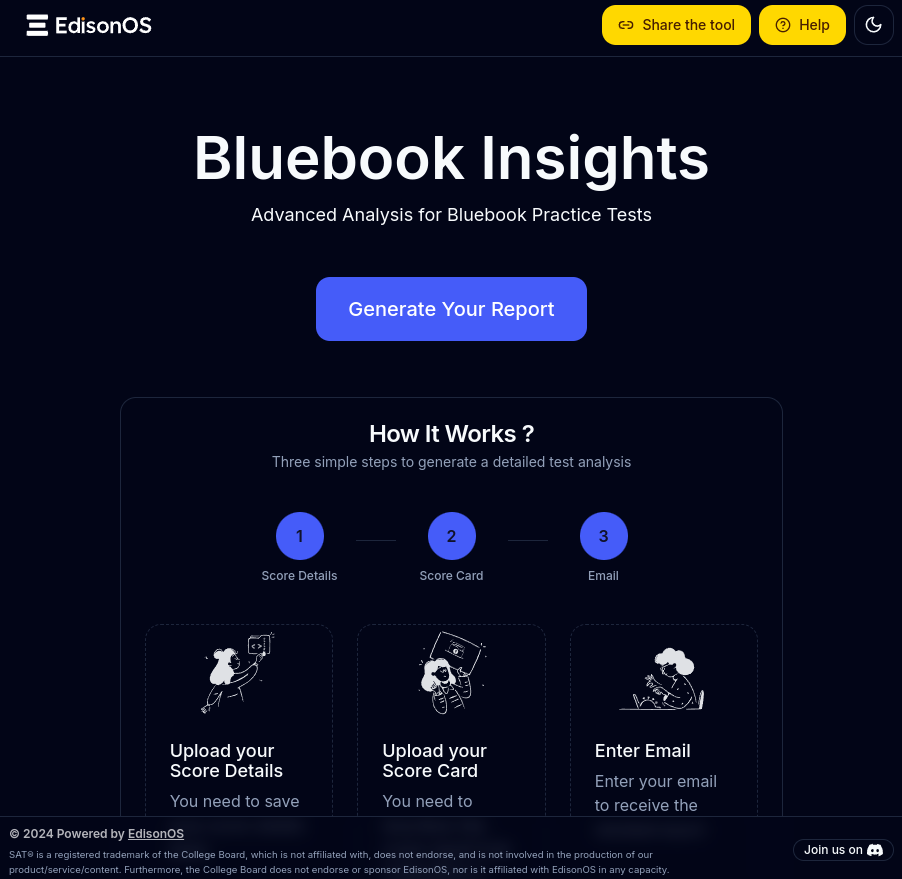 EdisonOS
Share the tool
Help
Bluebook Insights
Advanced Analysis for Bluebook Practice Tests
Generate Your Report
How It Works ?
Three simple steps to generate a detailed test analysis
1
2
3
Score Details
Score Card
Email
Upload your
Score Details
You need to save
Upload your
Score Card
You need to
Enter Email
Enter your email
to receive the
© 2024 Powered by EdisonOS
SAT® is a registered trademark of the College Board, which is not affiliated with, does not endorse, and is not involved in the production of our
product/service/content. Furthermore, the College Board does not endorse or sponsor EdisonOS, nor is it affiliated with EdisonOS in any capacity.
Join us on